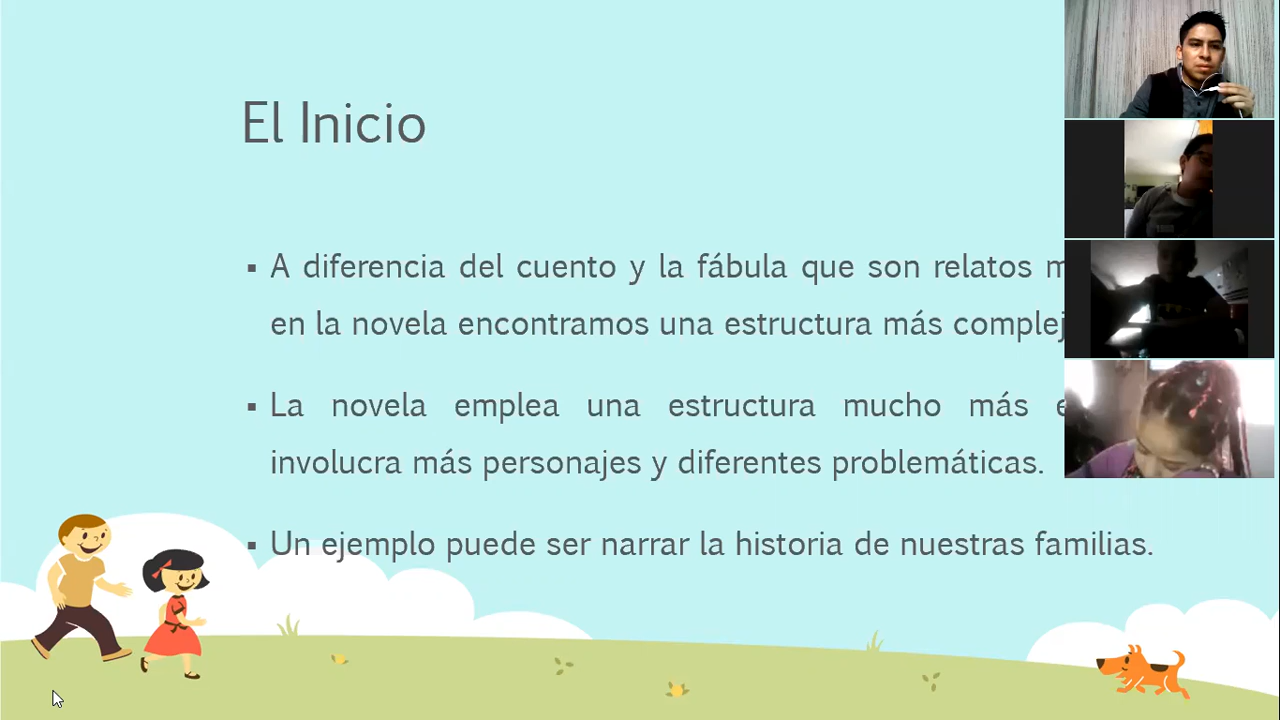 El Inicio
A diferencia del cuento y la fábula que son relatos
en la novela encontramos una estructura más
La novela emplea una estructura mucho más
involucra más personajes y diferentes problemáticas.
Un ejemplo puede ser narrar la historia de nuestras familias.